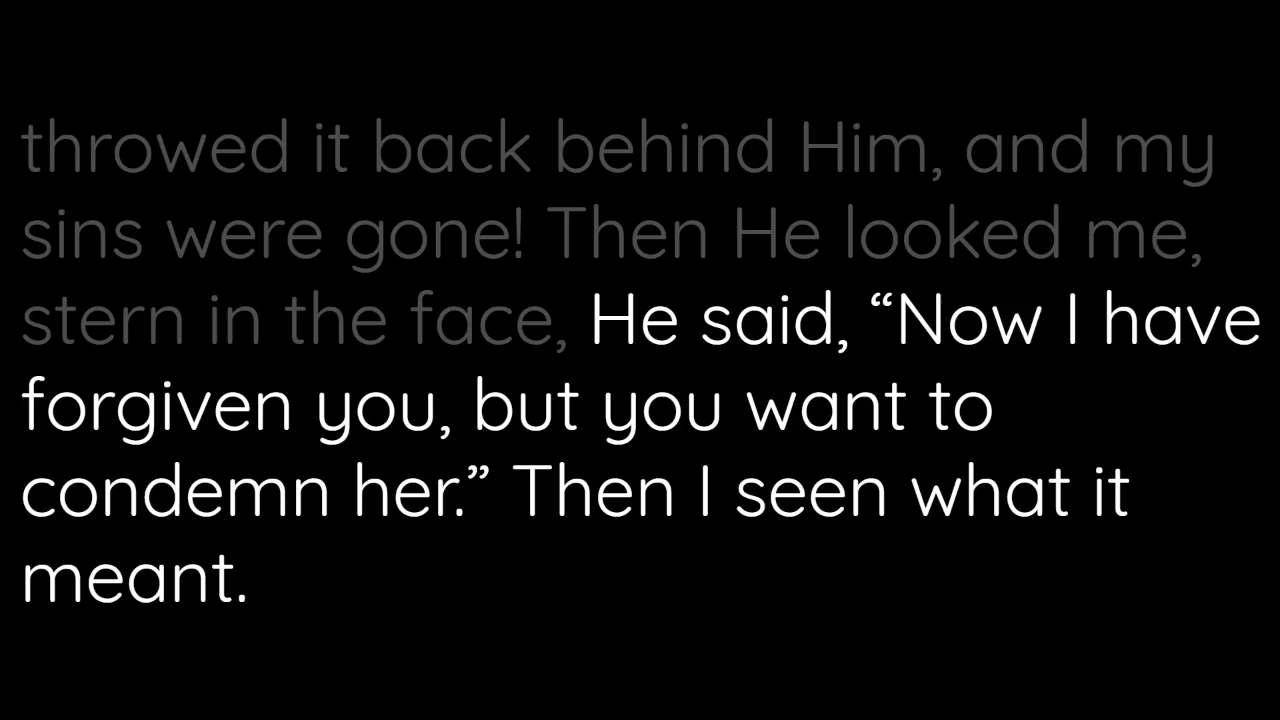 throwed it back behind Him, and my
sins were gone! Then He looked me,
stern in the face, He said, “Now I have
forgiven you, but you want to
condemn her.” Then I seen what it
meant.